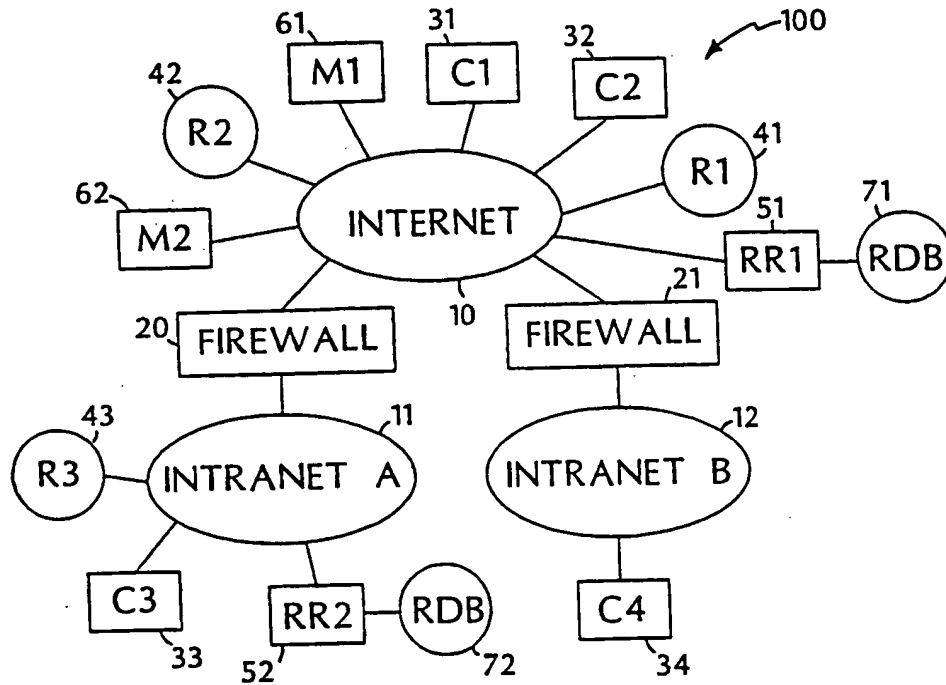 61
31
32
100
M1
C1
C2
42
R2
41
R1
62
M2
INTERNET
51
71
RR1
RDB
10
20
FIREWALL
21
FIREWALL
43
11
12
R3
INTRANET A
INTRANET B
C3
33
RR2
52
RDB
72
C4
34